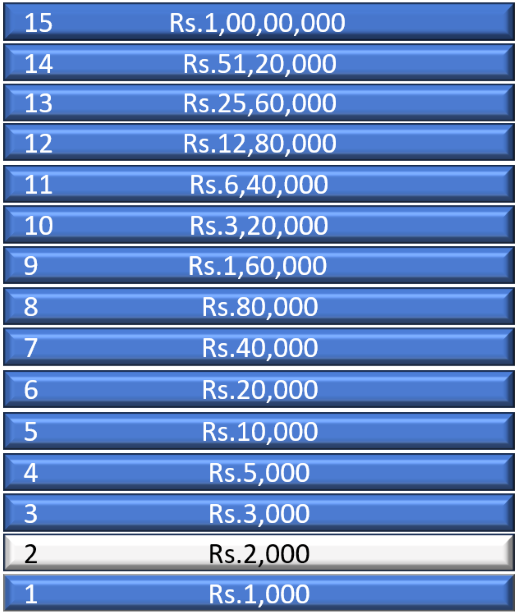 15 Rs.1,00,00,000
14 Rs.51,20,000
13 Rs.25,60,000
12 Rs.12,80,000
11 Rs.6,40,000
10 Rs.3,20,000
9 Rs.1,60,000
8 Rs.80,000
7 Rs.40,000
6 Rs.20,000
5 Rs.10,000
4 Rs.5,000
3 Rs.3,000
2 Rs.2,000
1 Rs.1,000